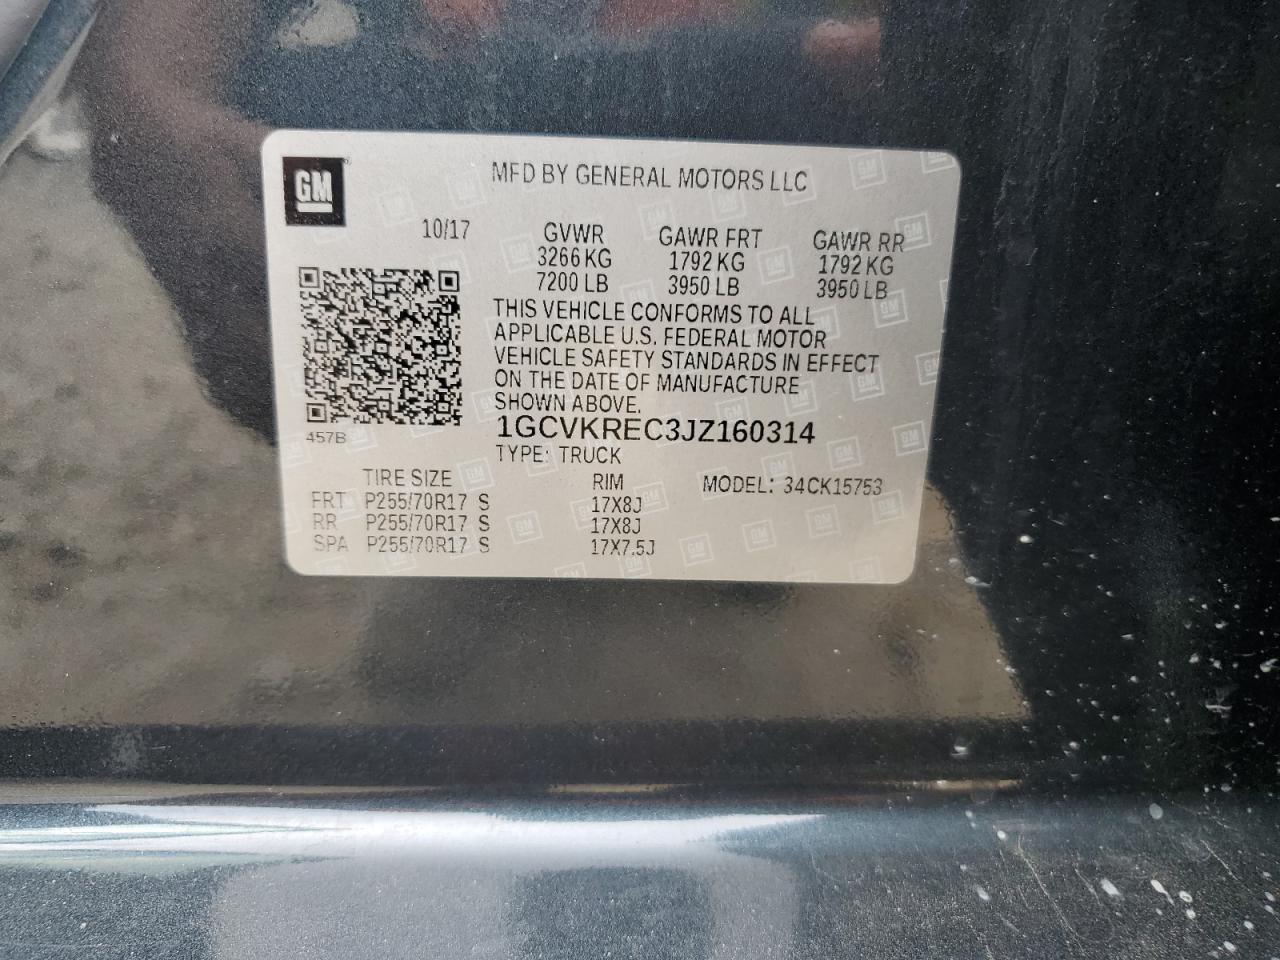 GM
MFD BY GENERAL MOTORS LLC
10/17
GVWR GAWR FRT GAWR RR
3266 KG 1792 KG 1792 KG
7200 LB 3950 LB 3950 LB
THIS VEHICLE CONFORMS TO ALL
APPLICABLE U.S. FEDERAL MOTOR
VEHICLE SAFETY STANDARDS IN EFFECT
ON THE DATE OF MANUFACTURE
SHOWN ABOVE.
457B
1GCVKREC3JZ160314
TYPE: TRUCK
TIRE SIZE RIM MODEL: 34CK15753
FRT P255/70R17 S 17X8J
RR P255/70R17 S 17X8J
SPA P255/70R17 S 17X7.5J